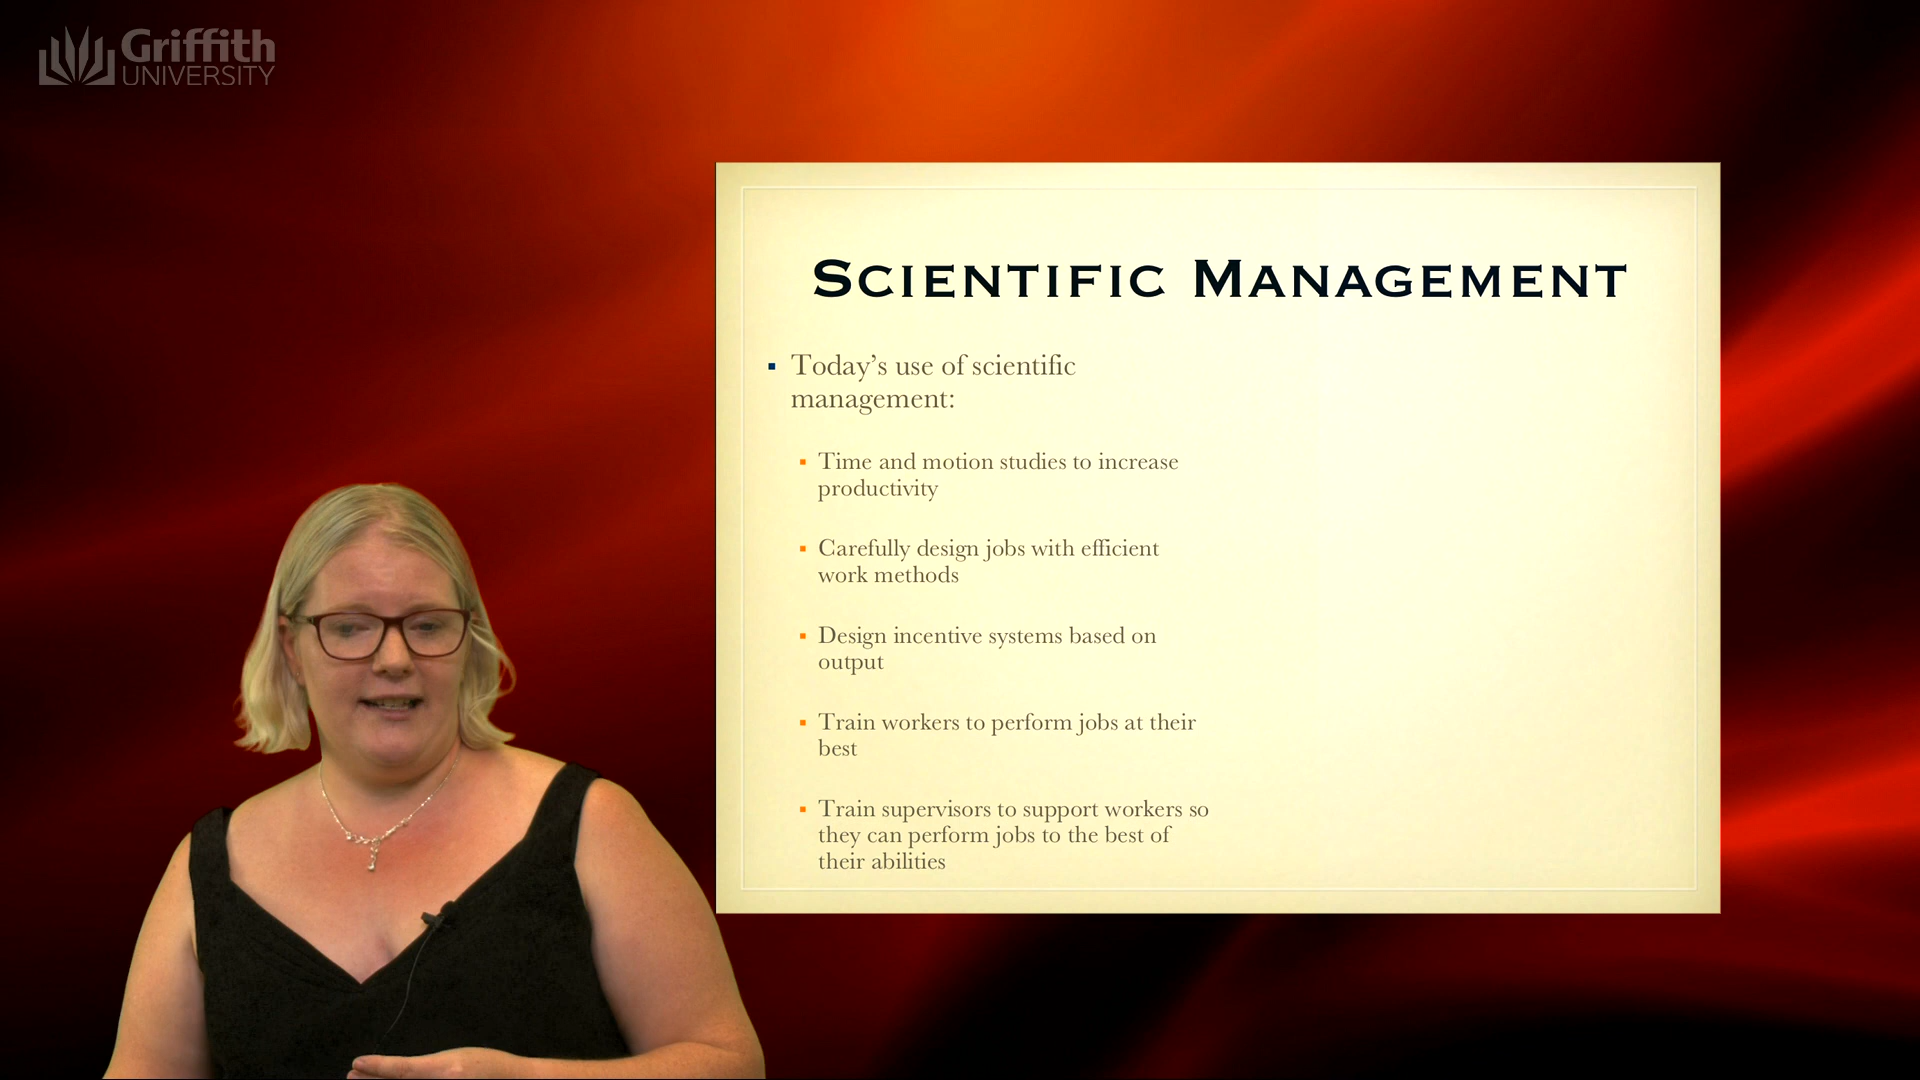 Griffith
UNIVERSITY
SCIENTIFIC MANAGEMENT
▪ Today’s use of scientific
management:
▪ Time and motion studies to increase
productivity
▪ Carefully design jobs with efficient
work methods
▪ Design incentive systems based on
output
▪ Train workers to perform jobs at their
best
▪ Train supervisors to support workers so
they can perform jobs to the best of
their abilities